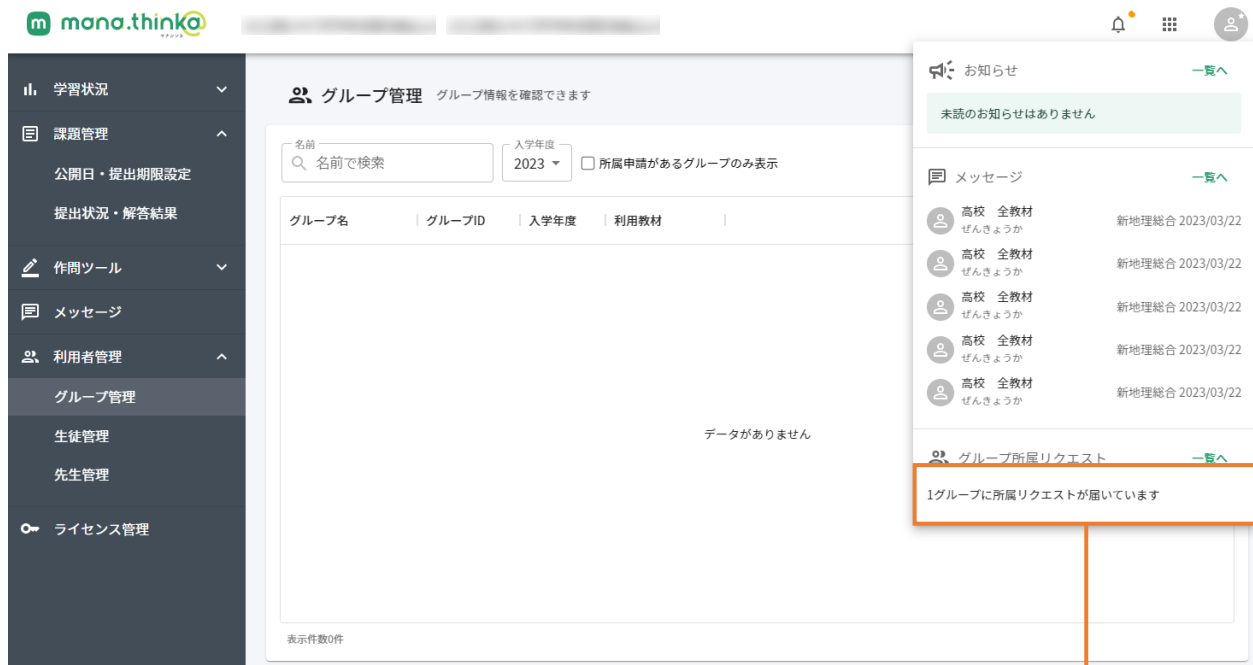 m mana.think@
マナシンカ
学習状況
課題管理
公開日・提出期限設定
提出状況・解答結果
作問ツール
メッセージ
利用者管理
グループ管理
生徒管理
先生管理
ライセンス管理
グループ管理 グループ情報を確認できます
名前
名前で検索
入学年度
2023
所属申請があるグループのみ表示
グループ名 グループID 入学年度 利用教材
データがありません
表示件数0件
お知らせ 一覧へ
未読のお知らせはありません
メッセージ 一覧へ
高校 全教材
ぜんきょうか
新地理総合 2023/03/22
高校 全教材
ぜんきょうか
新地理総合 2023/03/22
高校 全教材
ぜんきょうか
新地理総合 2023/03/22
高校 全教材
ぜんきょうか
新地理総合 2023/03/22
高校 全教材
ぜんきょうか
新地理総合 2023/03/22
グループ所属リクエスト 一覧へ
1グループに所属リクエストが届いています